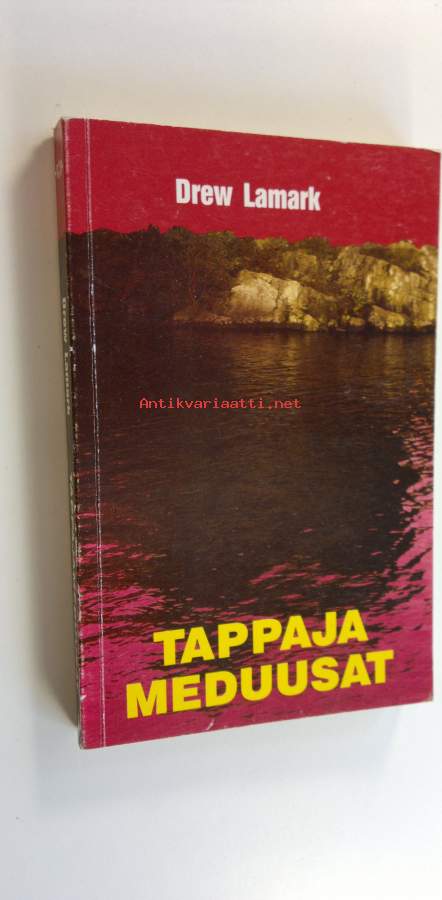 Drew Lamark
Antikvariaatti.net
TAPPAJA
MEDUUSAT
Drew Lamark